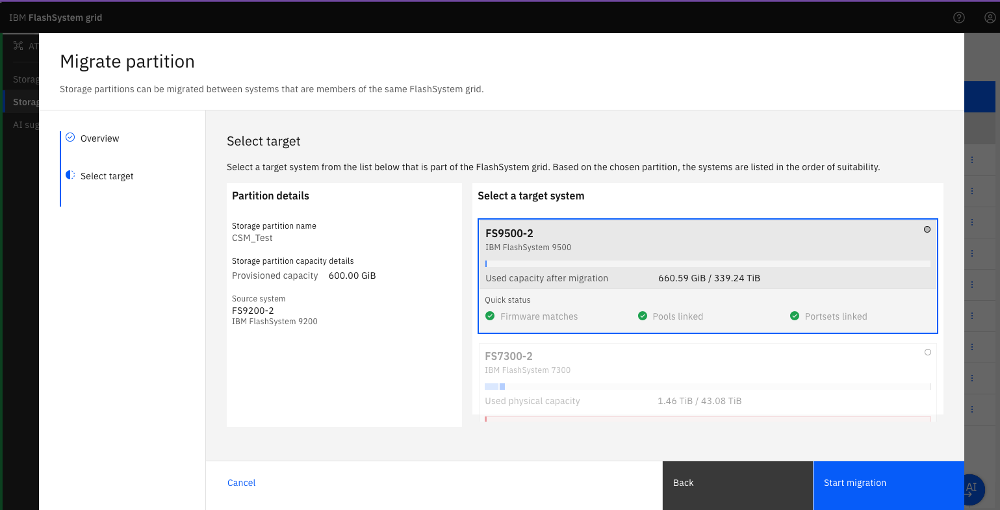 IBM FlashSystem grid
AT
Storag
Storag
AI sug
Migrate partition
Storage partitions can be migrated between systems that are members of the same FlashSystem grid.
Overview
Select target
Select target
Select a target system from the list below that is part of the FlashSystem grid. Based on the chosen partition, the systems are listed in the order of suitability.
Partition details
Storage partition name
CSM_Test
Storage partition capacity details
Provisioned capacity 600.00 GiB
Source system
FS9200-2
IBM FlashSystem 9200
Select a target system
FS9500-2
IBM FlashSystem 9500
Used capacity after migration 660.59 GiB / 339.24 TiB
Quick status
Firmware matches Pools linked Portsets linked
FS7300-2
IBM FlashSystem 7300
Used physical capacity 1.46 TiB / 43.08 TiB
Cancel
Back
Start migration
AI